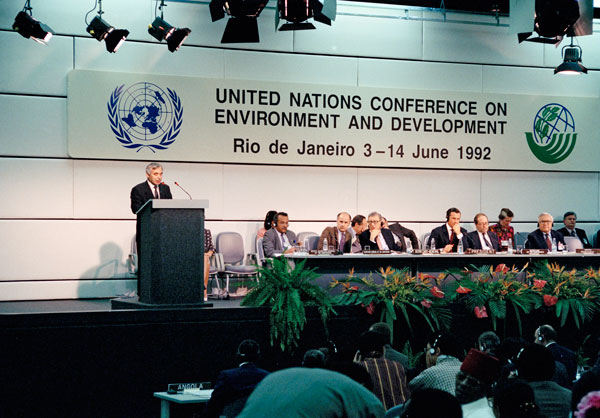 UNITED NATIONS CONFERENCE ON
ENVIRONMENT AND DEVELOPMENT
Rio de Janeiro 3–14 June 1992
ANGOLA